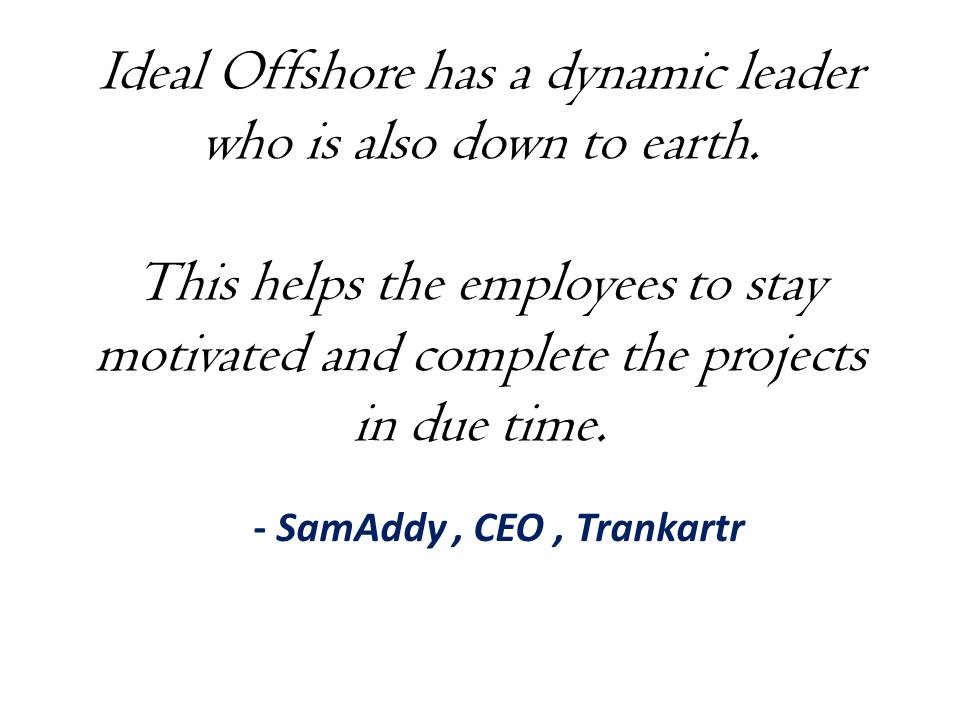 Ideal Offshore has a dynamic leader
who is also down to earth.
This helps the employees to stay
motivated and complete the projects
in due time.
- SamAddy , CEO , Trankartr